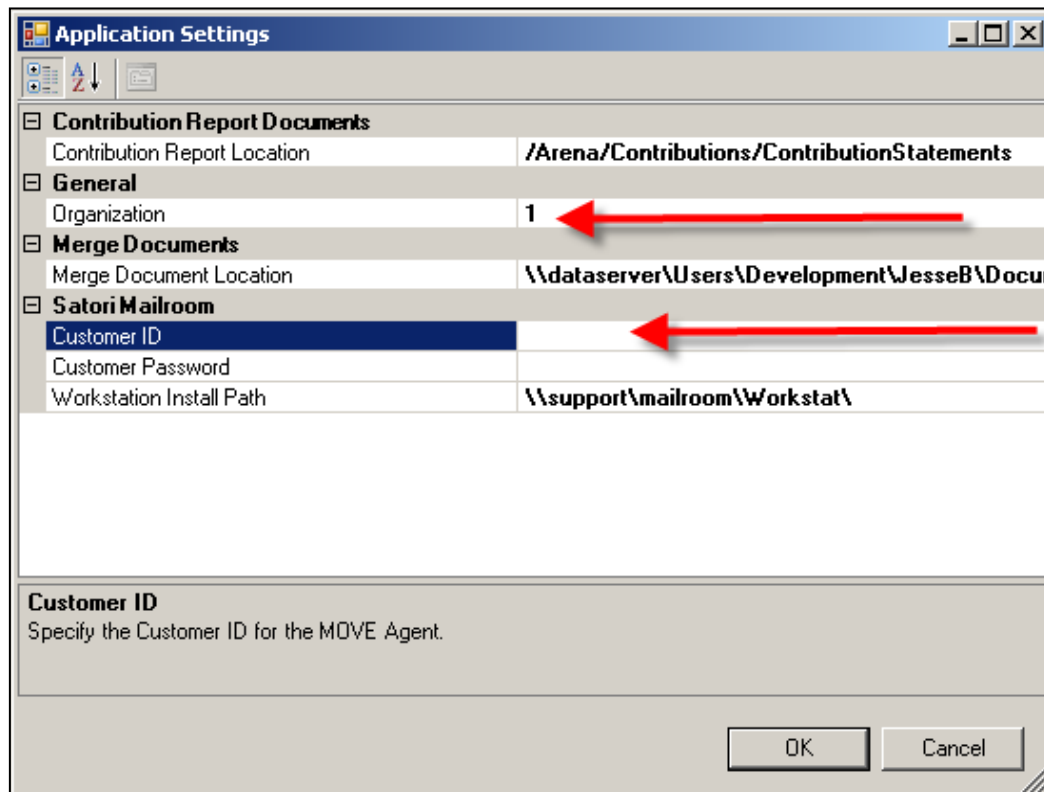 Application Settings
Contribution Report Documents
Contribution Report Location /Arena/Contributions/ContributionStatements
General
Organization 1
Merge Documents
Merge Document Location \\dataserver\Users\Development\JesseB\Docu
Satori Mailroom
Customer ID
Customer Password
Workstation Install Path \\support\mailroom\Workstat\
Customer ID
Specify the Customer ID for the MOVE Agent.
OK Cancel